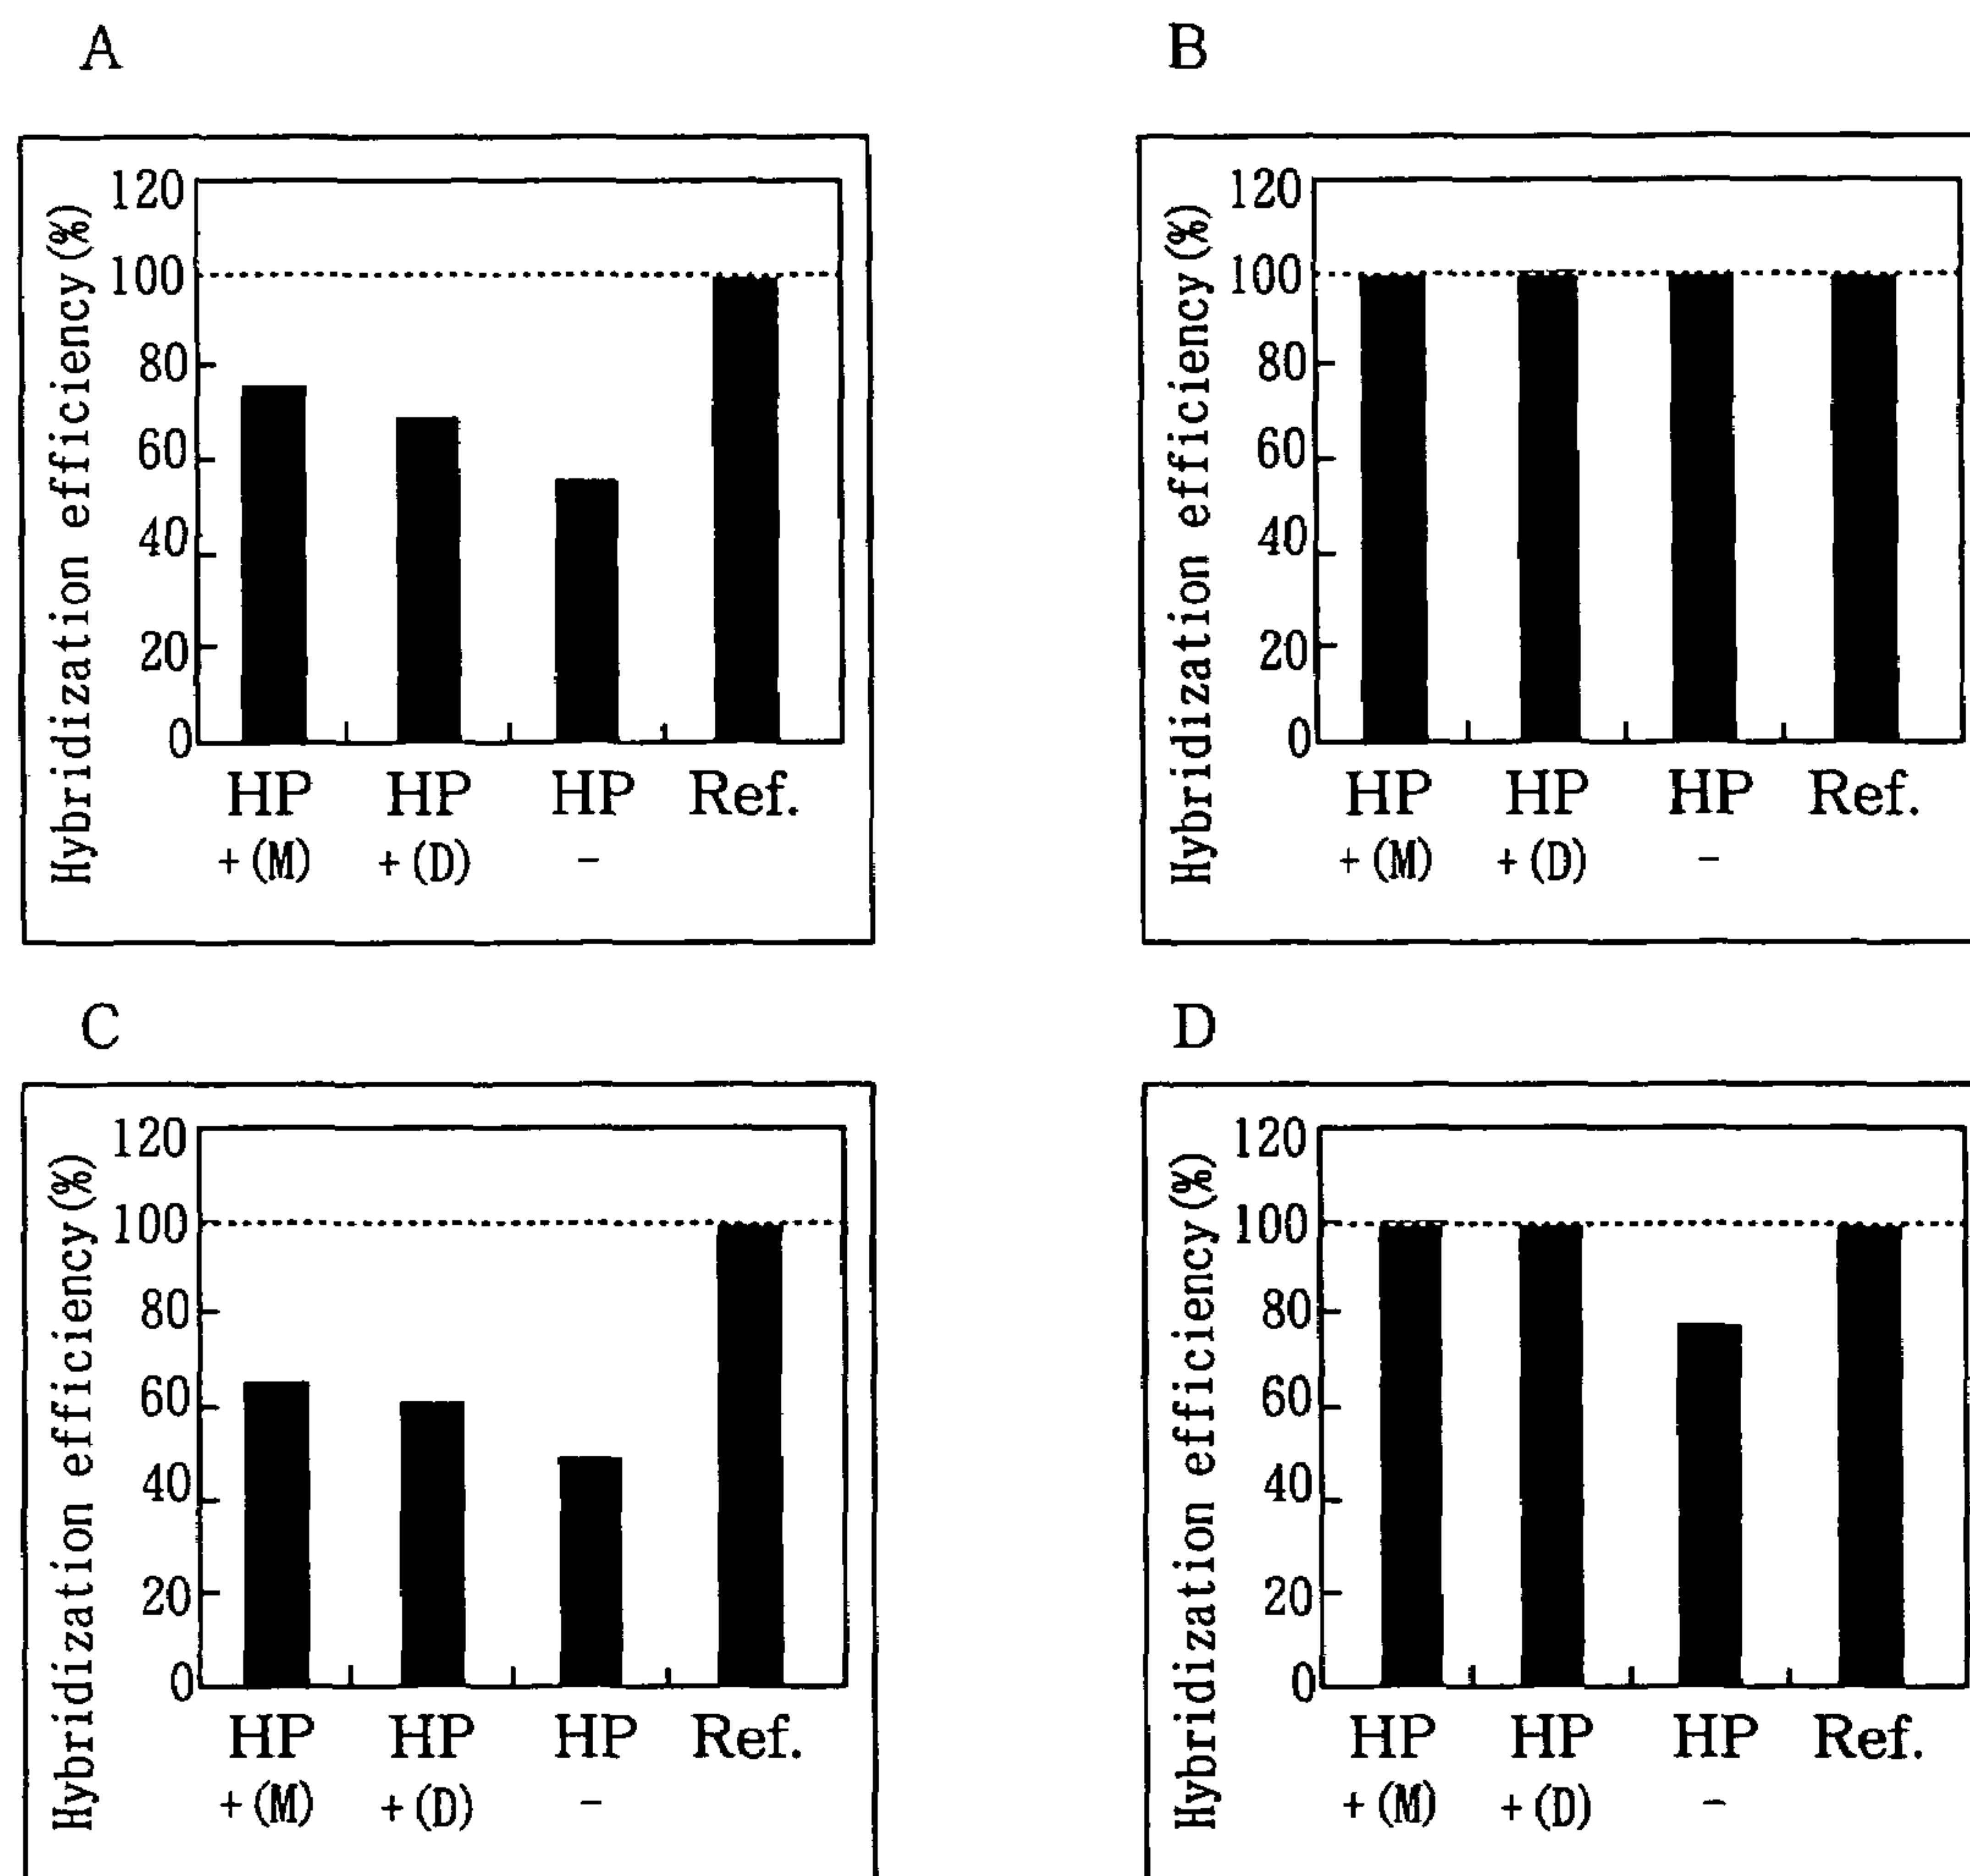 A
Hybridization efficiency(%)
120
100
80
60
40
20
0
HP HP HP Ref.
+(M) +(D) −
B
Hybridization efficiency(%)
120
100
80
60
40
20
0
HP HP HP Ref.
+(M) +(D) −
C
Hybridization efficiency(%)
120
100
80
60
40
20
0
HP HP HP Ref.
+(M) +(D) −
D
Hybridization efficiency(%)
120
100
80
60
40
20
0
HP HP HP Ref.
+(M) +(D) −